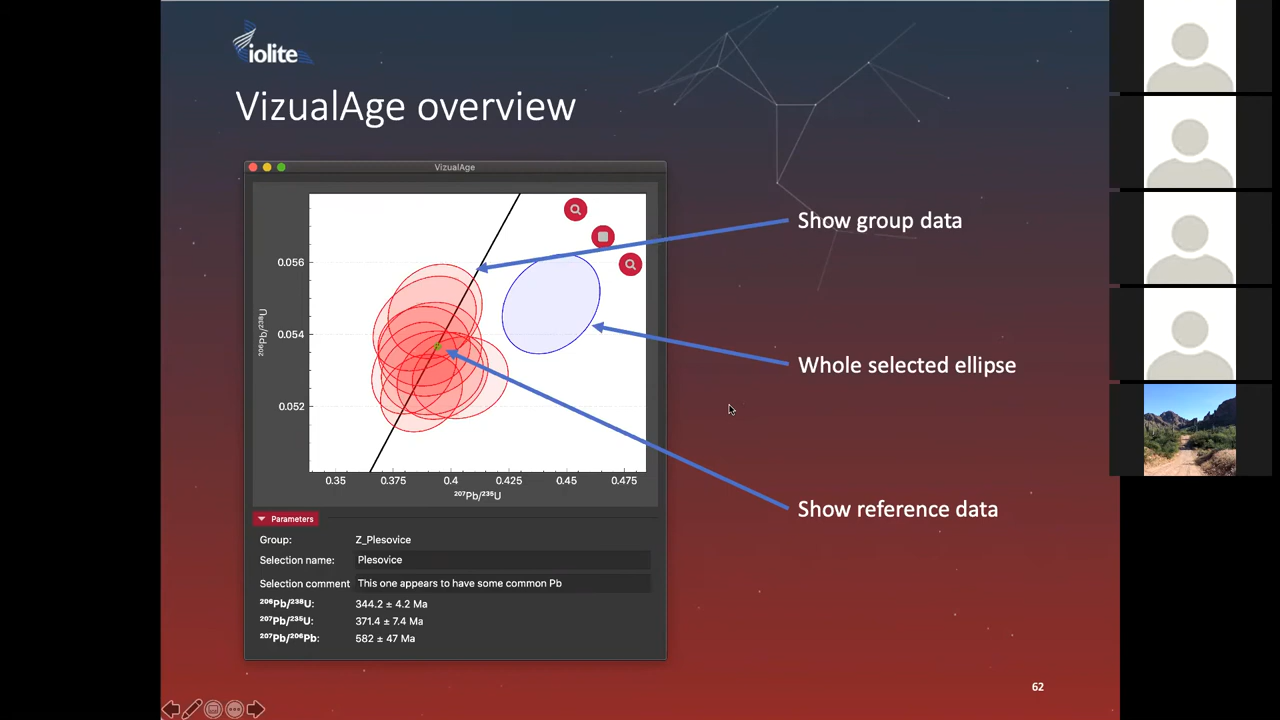 iolite
VizualAge overview
VizualAge
0.056
0.054
0.052
²⁰⁶Pb/²³⁸U
0.35 0.375 0.4 0.425 0.45 0.475
²⁰⁷Pb/²³⁵U
Show group data
Whole selected ellipse
Show reference data
Parameters
Group: Z_Plesovice
Selection name: Plesovice
Selection comment This one appears to have some common Pb
²⁰⁶Pb/²³⁸U: 344.2 ± 4.2 Ma
²⁰⁷Pb/²³⁵U: 371.4 ± 7.4 Ma
²⁰⁷Pb/²⁰⁶Pb: 582 ± 47 Ma
62